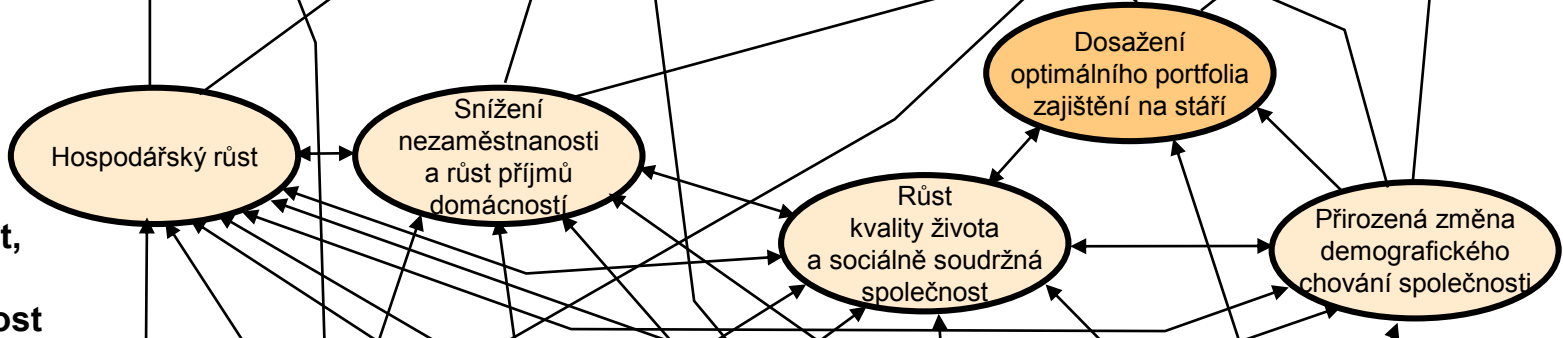 Dosažení
optimálního portfolia
zajištění na stáří
Snížení
nezaměstnanosti
a růst příjmů
domácností
Hospodářský růst
Růst
kvality života
a sociálně soudržná
společnost
Přirozená změna
demografického
chování společnosti
t,
ost